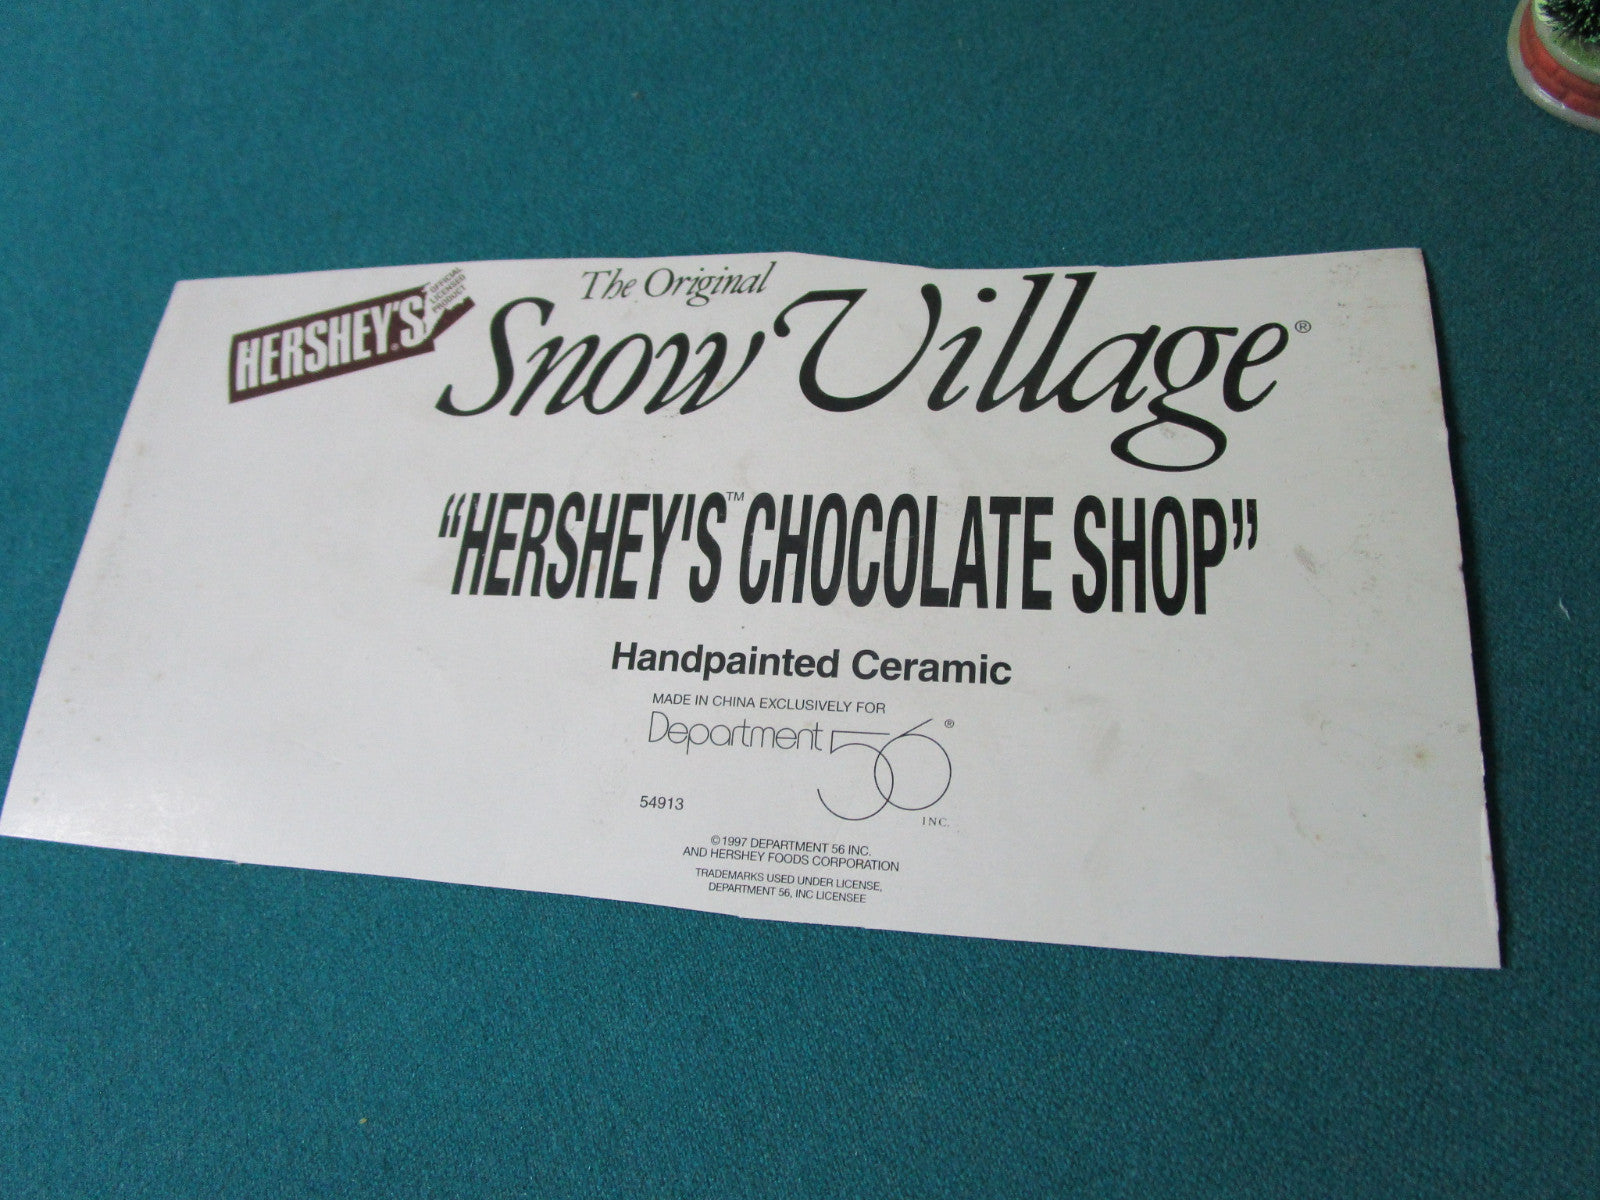 HERSHEY'S®
OFFICIAL
LICENSED
PRODUCT
The Original
Snow Village®
“HERSHEY'S™ CHOCOLATE SHOP”
Handpainted Ceramic
MADE IN CHINA EXCLUSIVELY FOR
Department 56®
INC.
54913
©1997 DEPARTMENT 56 INC.
AND HERSHEY FOODS CORPORATION
TRADEMARKS USED UNDER LICENSE,
DEPARTMENT 56, INC LICENSEE